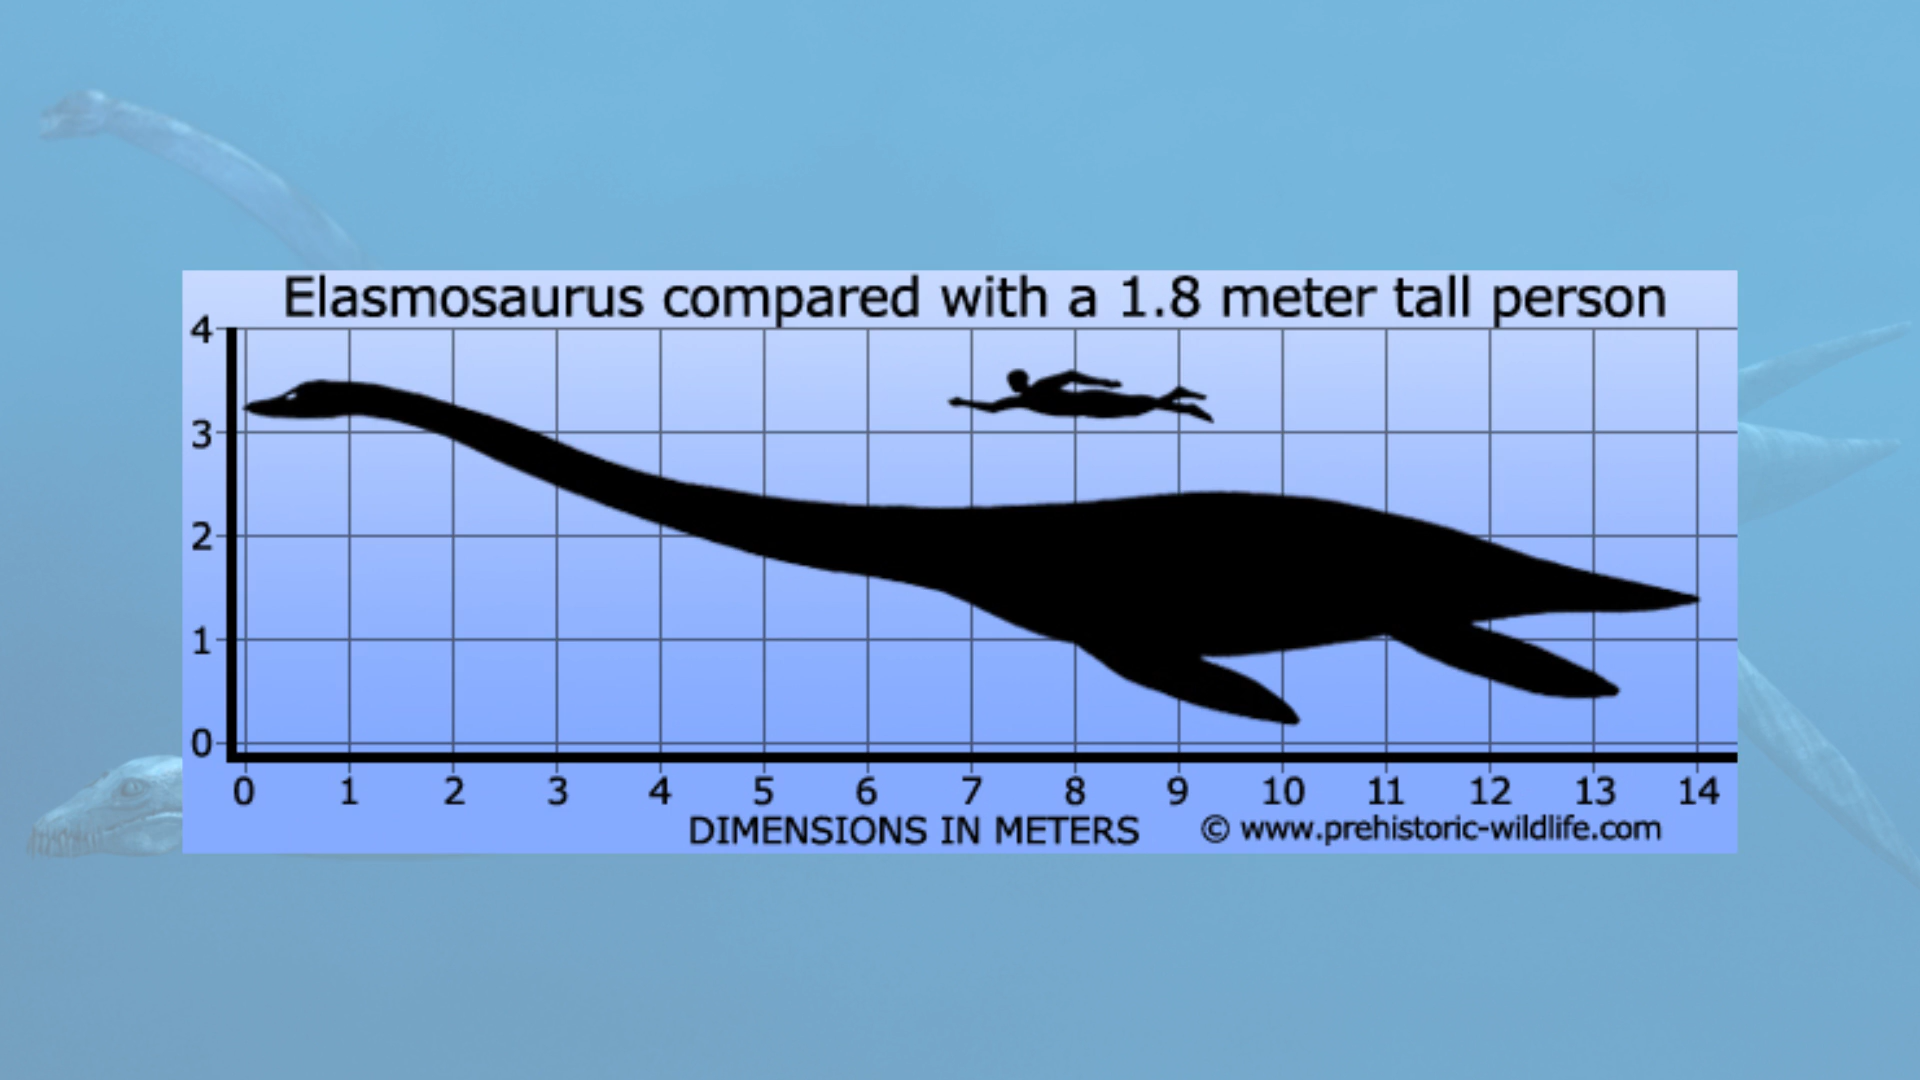 Elasmosaurus compared with a 1.8 meter tall person
4
3
2
1
0
0 1 2 3 4 5 6 7 8 9 10 11 12 13 14
DIMENSIONS IN METERS © www.prehistoric-wildlife.com